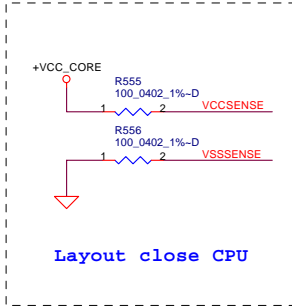 +VCC_CORE
R555
100_0402_1%~D
1 2 VCCSENSE
R556
100_0402_1%~D
1 2 VSSSENSE
Layout close CPU